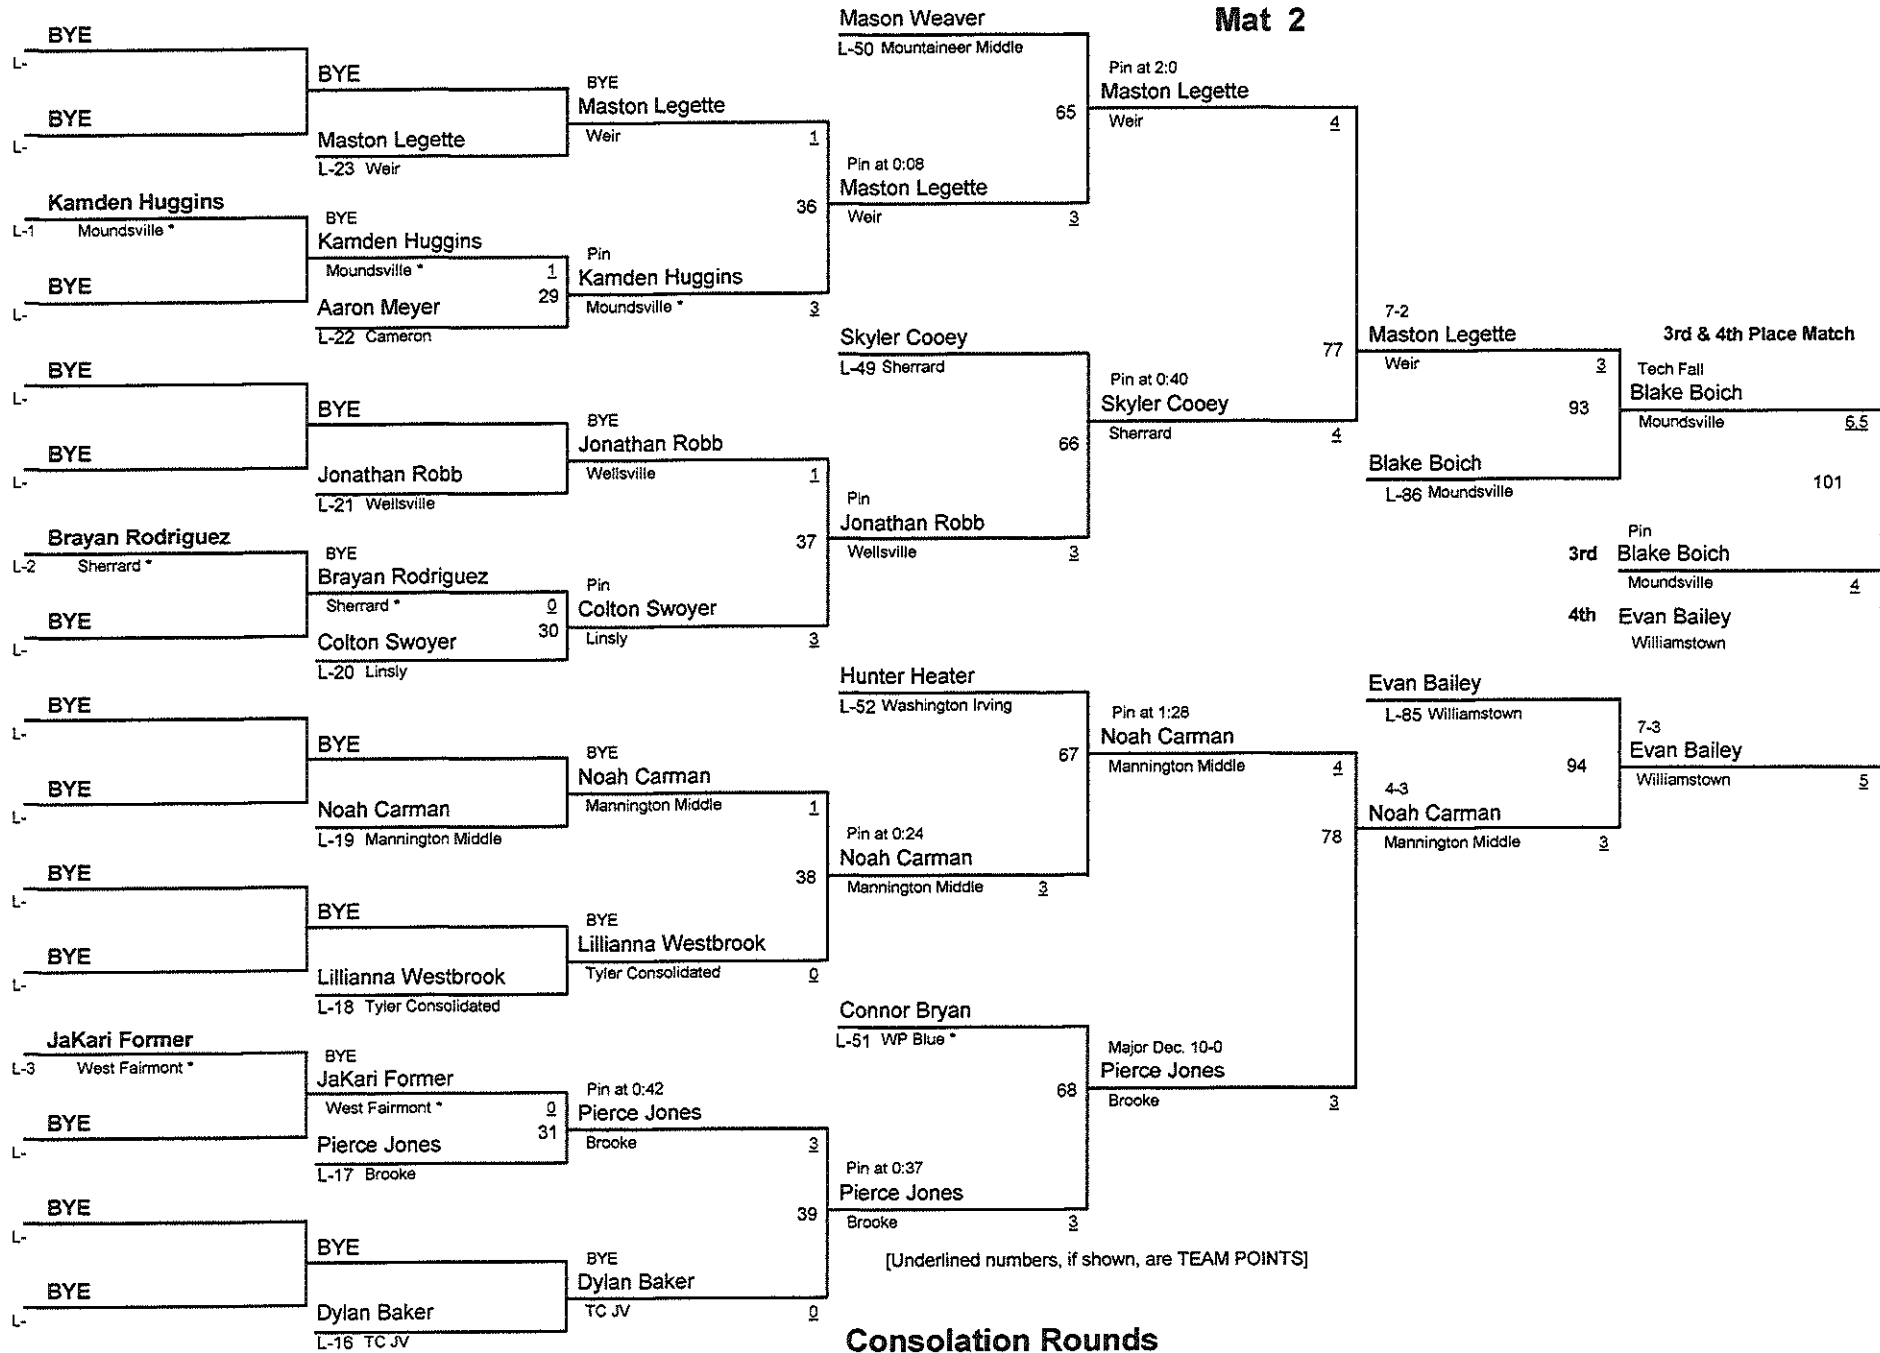 Mat 2
BYE
L-
BYE
L-
Kamden Huggins
L-1 Moundsville *
BYE
L-
BYE
L-
BYE
L-
Brayan Rodriguez
L-2 Sherrard *
BYE
L-
BYE
L-
BYE
L-
BYE
L-
BYE
L-
JaKari Former
L-3 West Fairmont *
BYE
L-
BYE
L-
BYE
L-
BYE
Maston Legette
L-23 Weir
BYE
Kamden Huggins
Moundsville * 1
29
Aaron Meyer
L-22 Cameron
BYE
Jonathan Robb
L-21 Wellsville
BYE
Brayan Rodriguez
Sherrard * 0
30
Colton Swoyer
L-20 Linsly
BYE
Noah Carman
L-19 Mannington Middle
BYE
Lillianna Westbrook
L-18 Tyler Consolidated
BYE
JaKari Former
West Fairmont * 0
31
Pierce Jones
L-17 Brooke
BYE
Dylan Baker
L-16 TC JV
BYE
Maston Legette
Weir 1
36
Pin
Kamden Huggins
Moundsville * 3
BYE
Jonathan Robb
Wellsville 1
37
Pin
Colton Swoyer
Linsly 3
BYE
Noah Carman
Mannington Middle 1
38
BYE
Lillianna Westbrook
Tyler Consolidated 0
Pin at 0:42
Pierce Jones
Brooke 3
39
BYE
Dylan Baker
TC JV 0
Mason Weaver
L-50 Mountaineer Middle
65
Pin at 0:08
Maston Legette
Weir 3
Skyler Cooey
L-49 Sherrard
66
Pin
Jonathan Robb
Wellsville 3
Hunter Heater
L-52 Washington Irving
67
Pin at 0:24
Noah Carman
Mannington Middle 3
Connor Bryan
L-51 WP Blue *
68
Pin at 0:37
Pierce Jones
Brooke 3
Pin at 2:0
Maston Legette
Weir 4
77
Pin at 0:40
Skyler Cooey
Sherrard 4
Pin at 1:28
Noah Carman
Mannington Middle 4
78
Major Dec. 10-0
Pierce Jones
Brooke 3
7-2
Maston Legette
Weir 3
93
Blake Boich
L-86 Moundsville
Evan Bailey
L-85 Williamstown
94
4-3
Noah Carman
Mannington Middle 3
3rd & 4th Place Match
Tech Fall
Blake Boich
Moundsville 6.5
101
Pin
3rd Blake Boich
Moundsville 4
4th Evan Bailey
Williamstown
7-3
Evan Bailey
Williamstown 5
[Underlined numbers, if shown, are TEAM POINTS]
Consolation Rounds